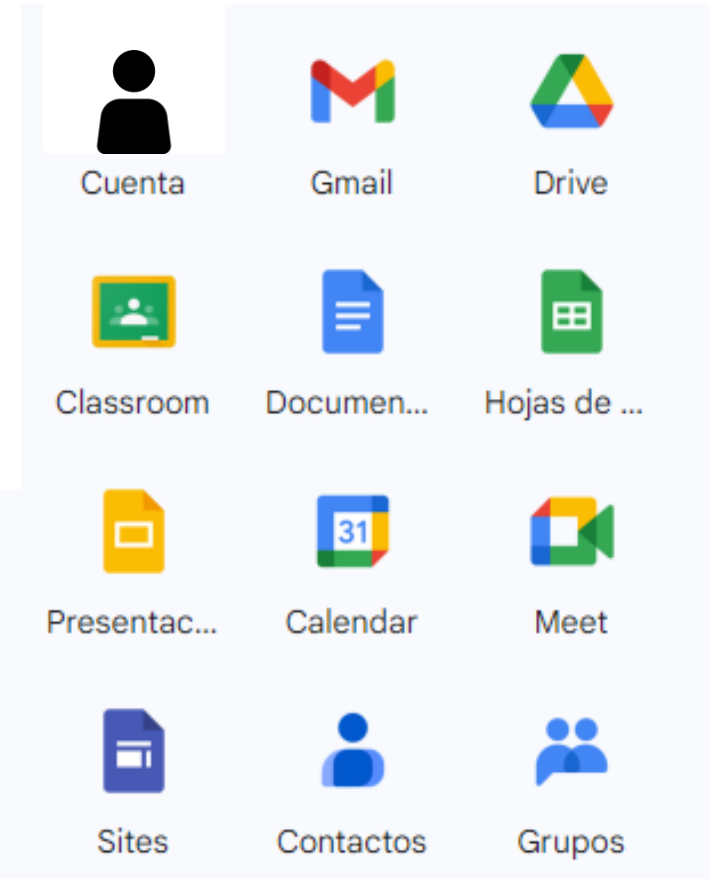 Cuenta Gmail Drive
Classroom Documen... Hojas de ...
31
Presentac... Calendar Meet
Sites Contactos Grupos